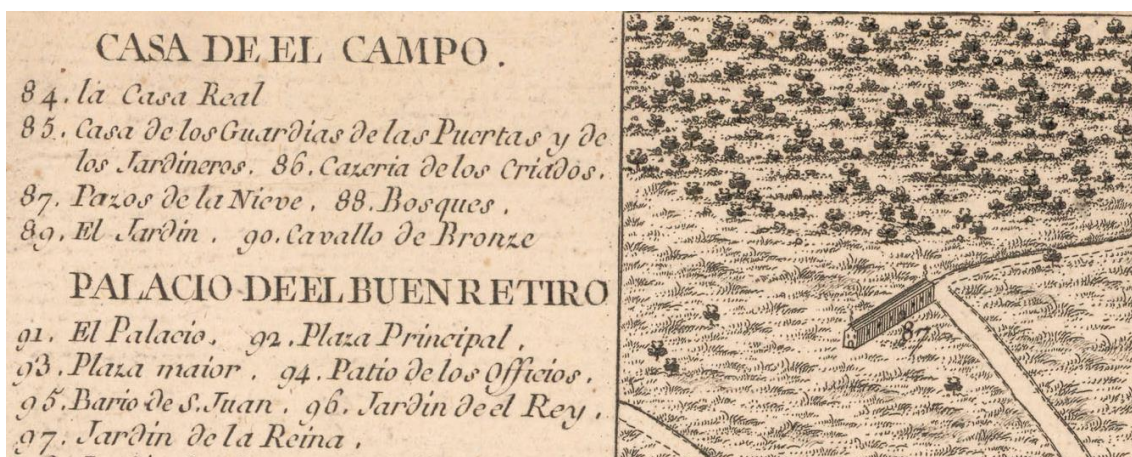 CASA DE EL CAMPO.
84. la Casa Real
85. Casa de los Guardias de las Puertas y de
los Jardineros. 86. Cazeria de los Criados.
87. Pazos de la Nieve. 88. Bosques.
89. El Jardin. 90. Cavallo de Bronze
PALACIO DE EL BUEN RETIRO
91. El Palacio. 92. Plaza Principal.
93. Plaza maior. 94. Patio de los Officios.
95. Bario de S. Juan. 96. Jardin de el Rey.
97. Jardin de la Reina.
87